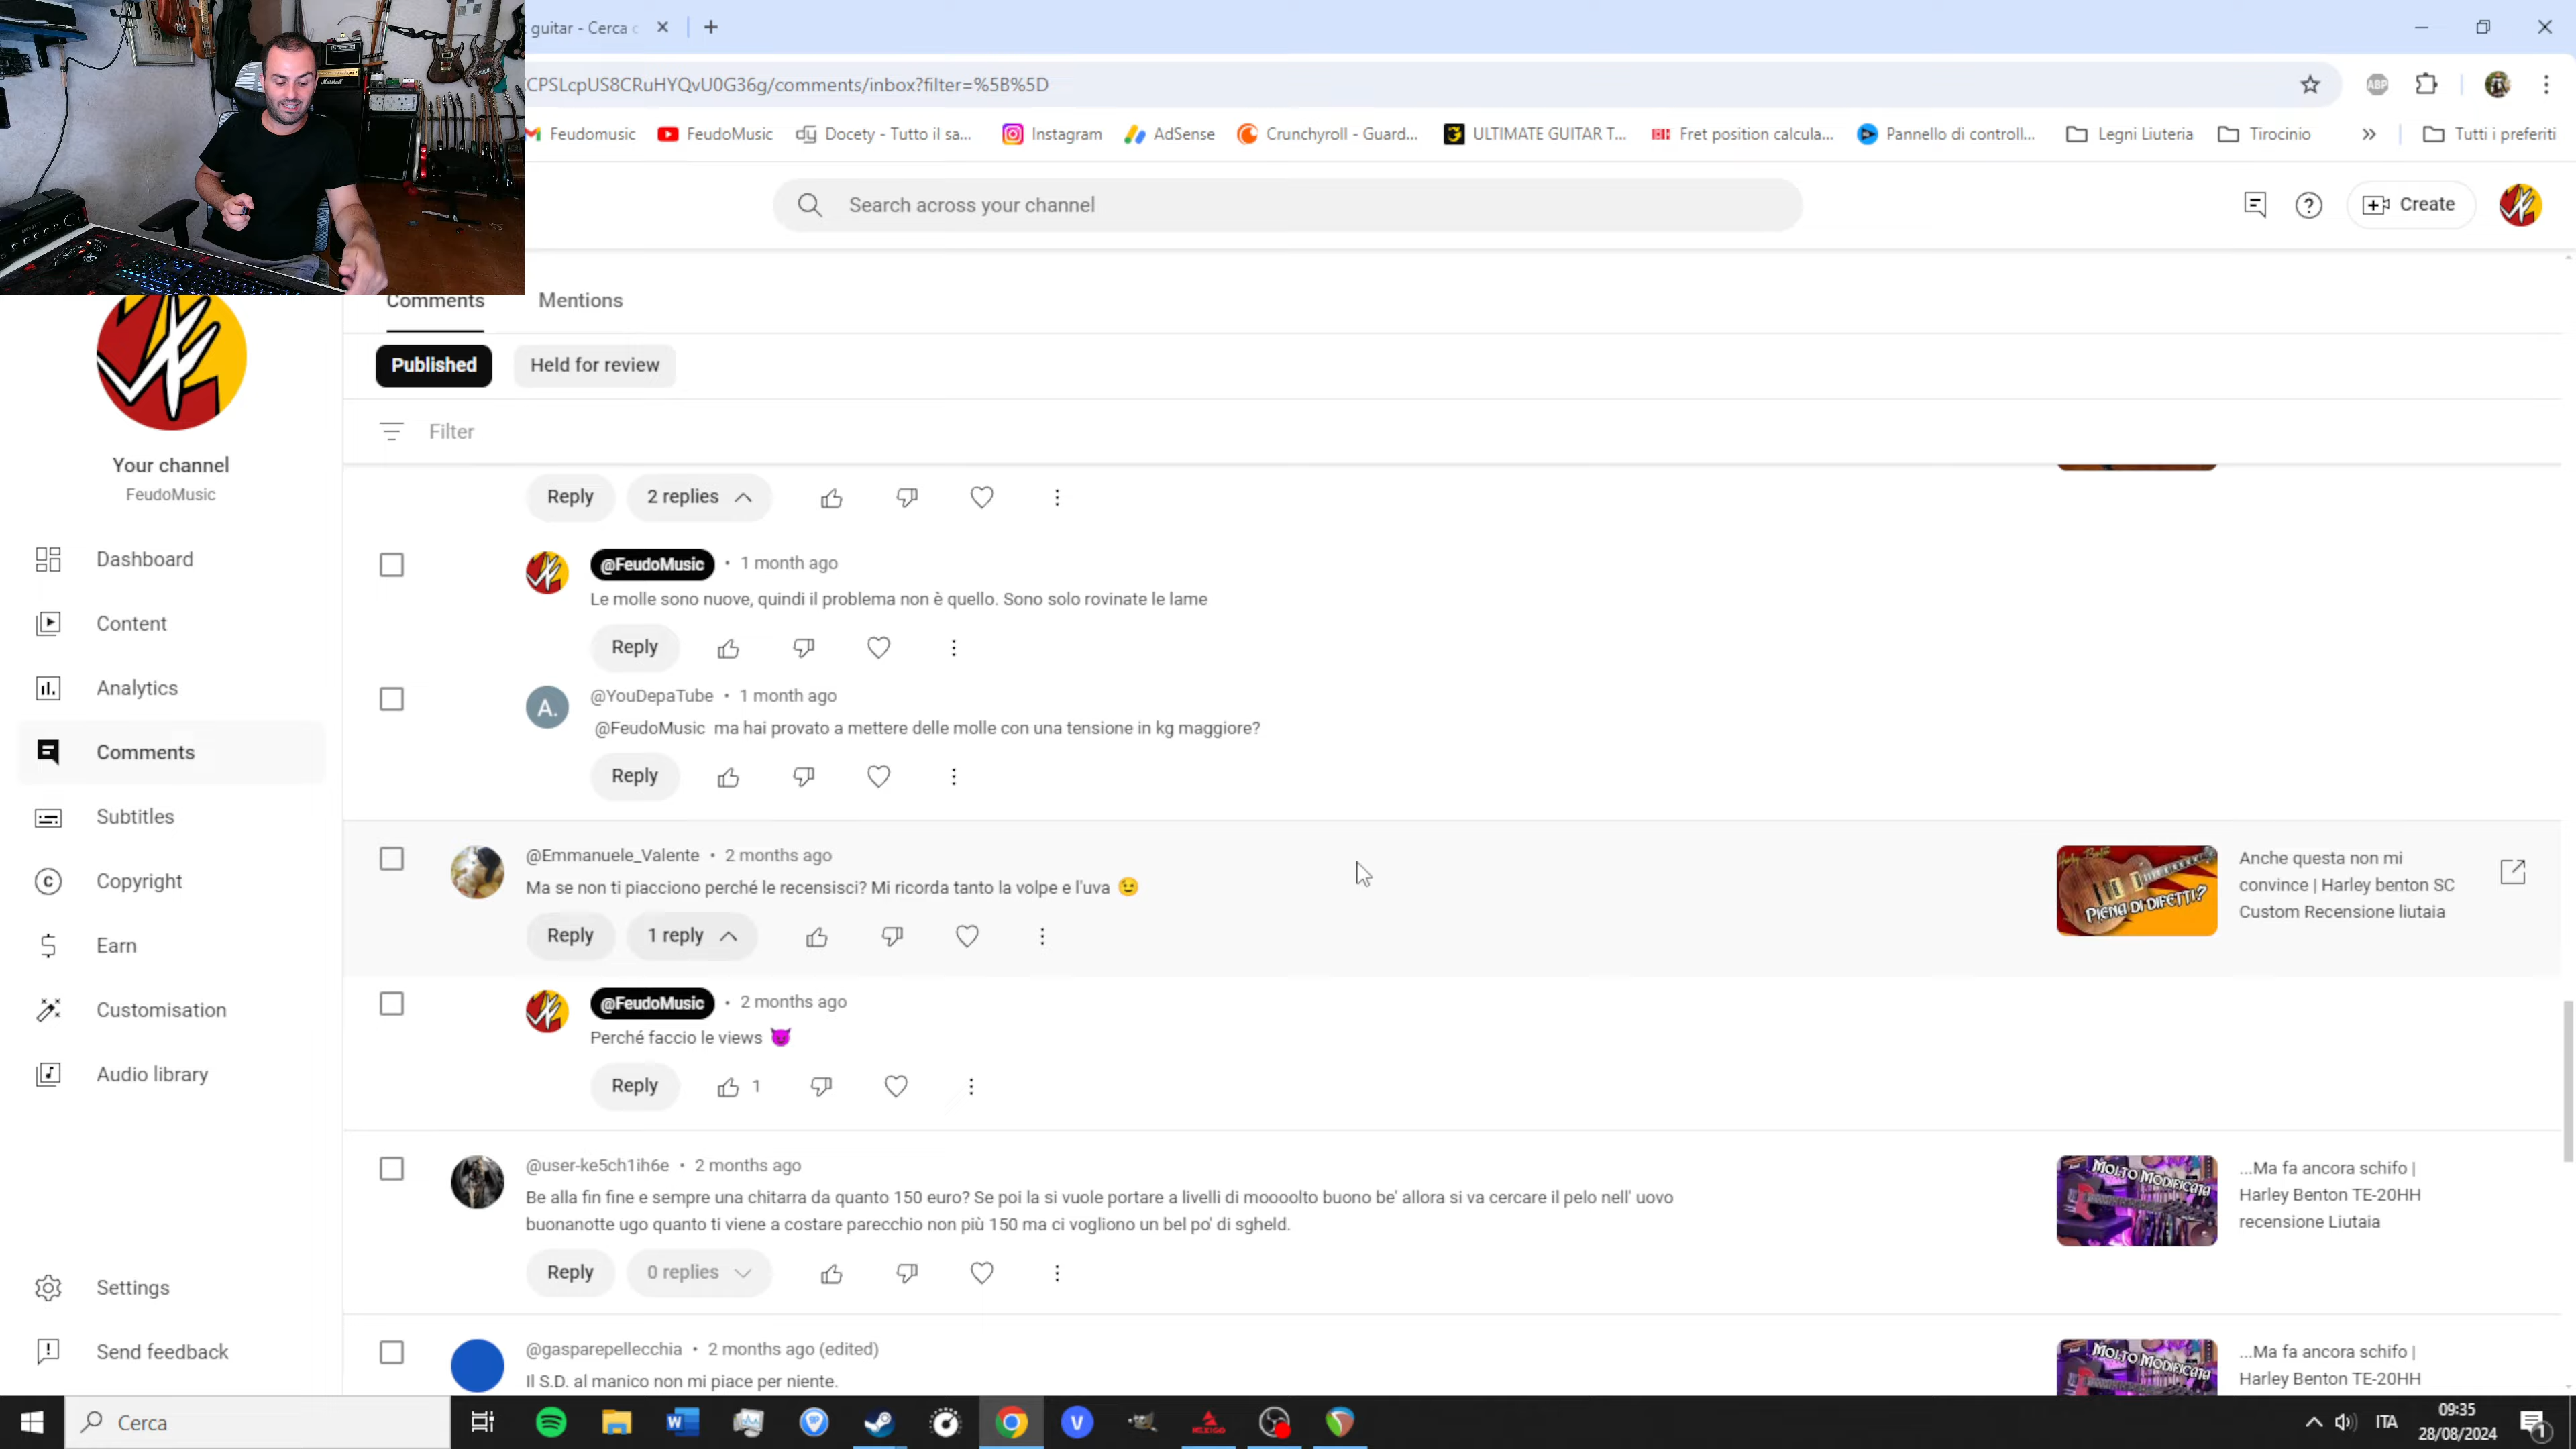 guitar - Cerca c
CPSLcpUS8CRuHYQvU0G36g/comments/inbox?filter=%5B%5D
ABP
Feudomusic
FeudoMusic
Docety - Tutto il sa...
Instagram
AdSense
Crunchyroll - Guard...
ULTIMATE GUITAR T...
Fret position calcula...
Pannello di controll...
Legni Liuteria
Tirocinio
Tutti i preferiti
Search across your channel
Create
Comments
Mentions
Published
Held for review
Filter
Your channel
FeudoMusic
Dashboard
Content
Analytics
Comments
Subtitles
Copyright
Earn
Customisation
Audio library
Settings
Send feedback
Reply
2 replies
@FeudoMusic • 1 month ago
Le molle sono nuove, quindi il problema non è quello. Sono solo rovinate le lame
Reply
A.
@YouDepaTube • 1 month ago
@FeudoMusic ma hai provato a mettere delle molle con una tensione in kg maggiore?
Reply
@Emmanuele_Valente • 2 months ago
Ma se non ti piacciono perché le recensisci? Mi ricorda tanto la volpe e l'uva 😉
Reply
1 reply
Harley Benton
PIENA DI DIFETTI?
Anche questa non mi
convince | Harley benton SC
Custom Recensione liutaia
@FeudoMusic • 2 months ago
Perché faccio le views 😈
Reply
1
@user-ke5ch1ih6e • 2 months ago
Be alla fin fine e sempre una chitarra da quanto 150 euro? Se poi la si vuole portare a livelli di moooolto buono be' allora si va cercare il pelo nell' uovo
buonanotte ugo quanto ti viene a costare parecchio non più 150 ma ci vogliono un bel po' di sgheld.
Reply
0 replies
MOLTO MODIFICATA
...Ma fa ancora schifo |
Harley Benton TE-20HH
recensione Liutaia
@gasparepellecchia • 2 months ago (edited)
Il S.D. al manico non mi piace per niente.
MOLTO MODIFICATA
...Ma fa ancora schifo |
Harley Benton TE-20HH
Cerca
ITA
09:35
28/08/2024
1